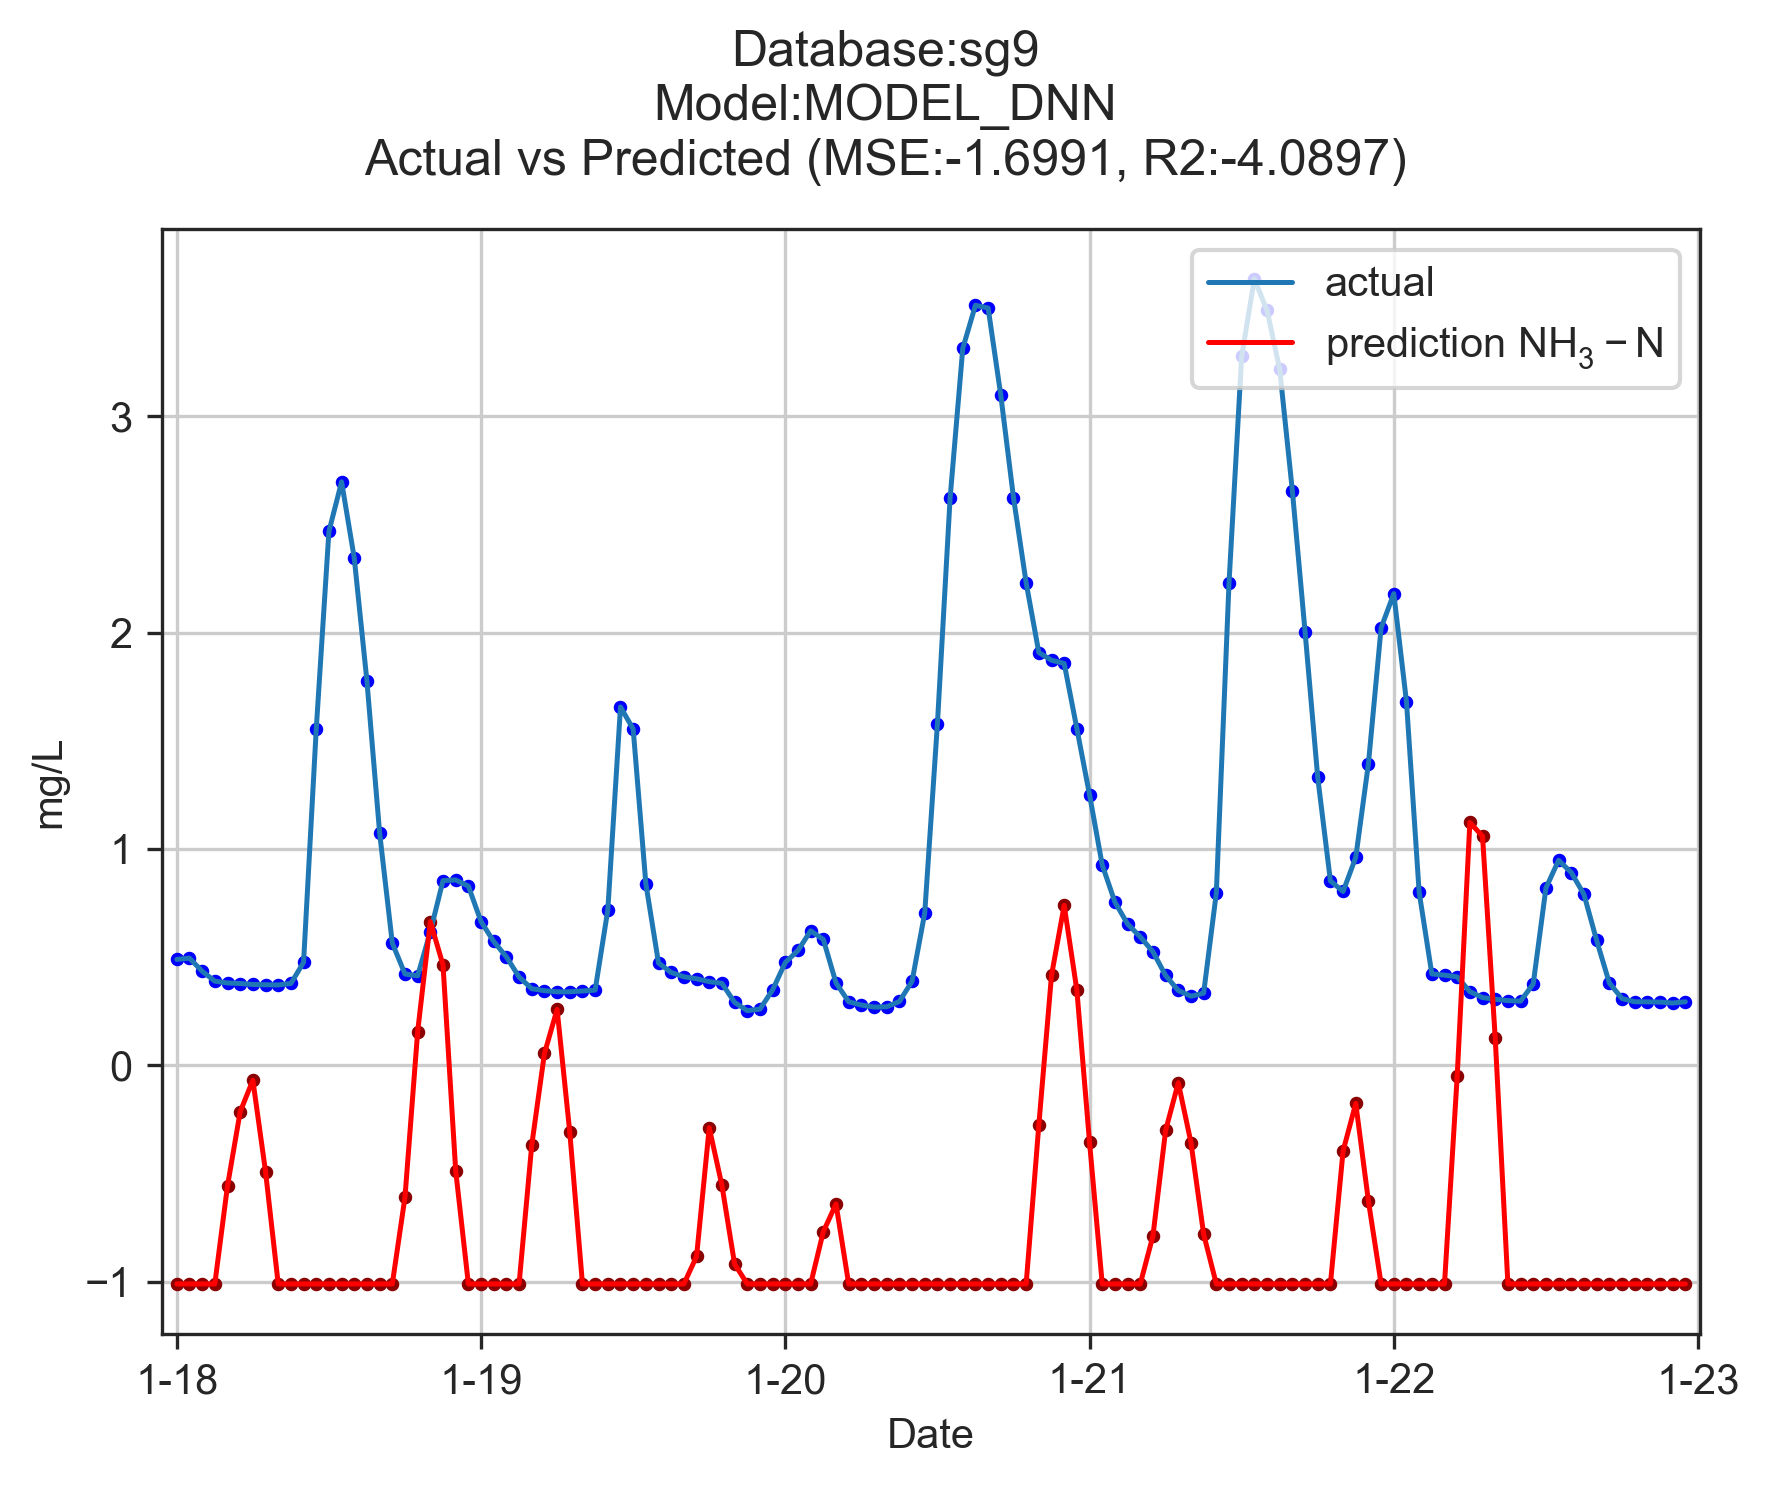 Database:sg9
Model:MODEL_DNN
Actual vs Predicted (MSE:-1.6991, R2:-4.0897)
actual
prediction NH₃ − N
3
2
1
0
−1
mg/L
1-18 1-19 1-20 1-21 1-22 1-23
Date